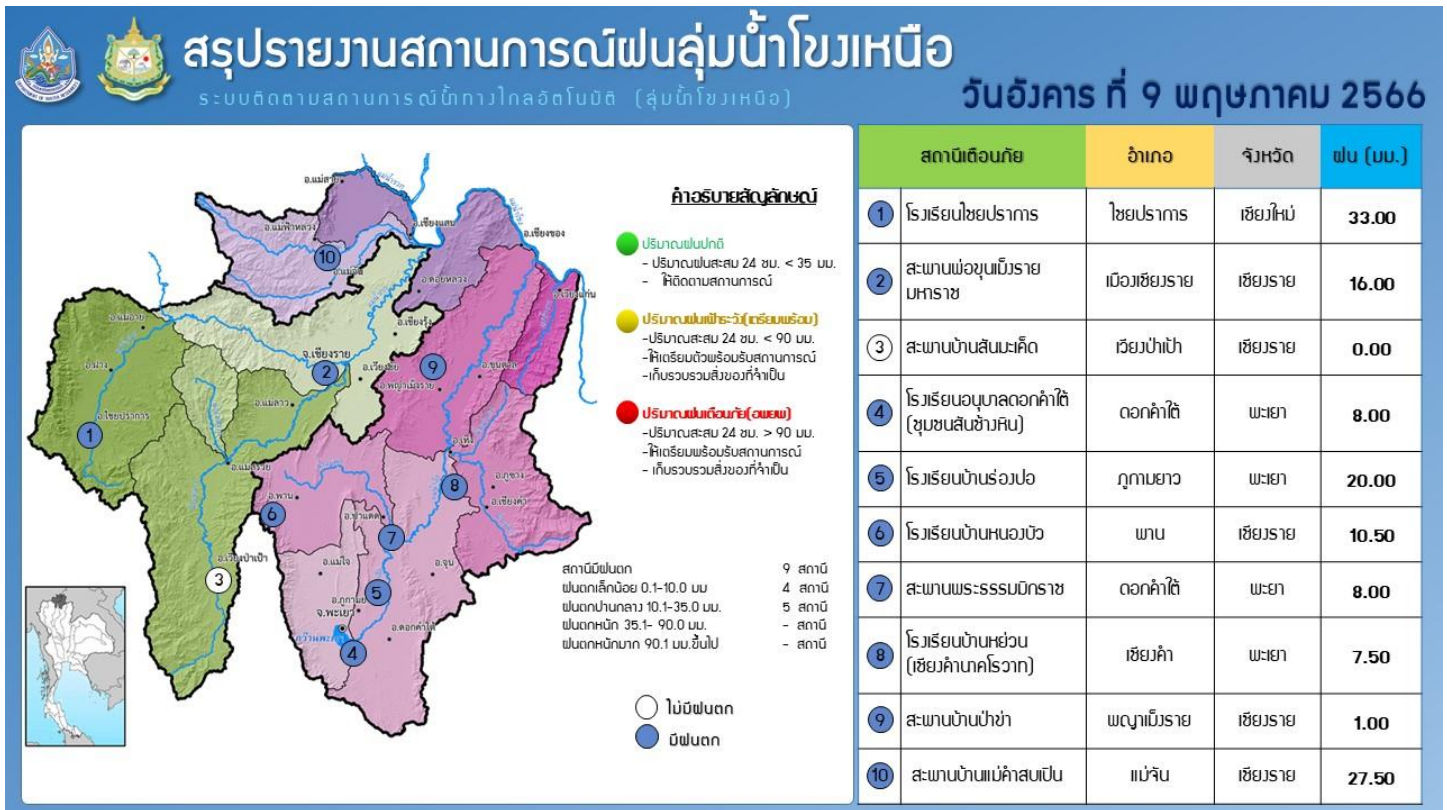 สรุปรายงานสถานการณ์ฝนลุ่มน้ำโขงเหนือ
ระบบติดตามสถานการณ์น้ำทางไกลอัตโนมัติ (ลุ่มน้ำโขงเหนือ)
วันอังคาร ที่ 9 พฤษภาคม 2566
อ.แม่สาย
อ.แม่ฟ้าหลวง
อ.เชียงแสน
อ.เชียงของ
10
อ.แม่จัน
อ.ดอยหลวง
อ.เวียงแก่น
อ.แม่อาย
อ.เชียงรุ้ง
จ.เชียงราย
2
อ.เวียงชัย
9
อ.พญาเม็งราย
อ.ขุนตาล
อ.ฝาง
อ.ไชยปราการ
1
อ.แม่ลาว
อ.เทิง
อ.แม่สรวย
8
อ.ภูซาง
อ.เชียงคำ
อ.พาน
6
อ.ป่าแดด
7
อ.เวียงป่าเป้า
3
อ.แม่ใจ
อ.จุน
5
อ.ภูกามยาว
จ.พะเยา
กว๊านพะเยา
4
อ.ดอกคำใต้
คำอธิบายสัญลักษณ์
ปริมาณฝนปกติ
- ปริมาณฝนสะสม 24 ชม. < 35 มม.
- ให้ติดตามสถานการณ์
ปริมาณฝนเฝ้าระวัง(เตรียมพร้อม)
-ปริมาณสะสม 24 ชม. < 90 มม.
-ให้เตรียมตัวพร้อมรับสถานการณ์
-เก็บรวบรวมสิ่งของที่จำเป็น
ปริมาณฝนเตือนภัย(อพยพ)
-ปริมาณสะสม 24 ชม. > 90 มม.
-ให้เตรียมพร้อมรับสถานการณ์
- เก็บรวบรวมสิ่งของที่จำเป็น
สถานีมีฝนตก 9 สถานี
ฝนตกเล็กน้อย 0.1-10.0 มม 4 สถานี
ฝนตกปานกลาง 10.1-35.0 มม. 5 สถานี
ฝนตกหนัก 35.1- 90.0 มม. - สถานี
ฝนตกหนักมาก 90.1 มม.ขึ้นไป - สถานี
ไม่มีฝนตก
มีฝนตก
สถานีเตือนภัย อำเภอ จังหวัด ฝน (มม.)
1 โรงเรียนไชยปราการ ไชยปราการ เชียงใหม่ 33.00
2 สะพานพ่อขุนเม็งราย
มหาราช เมืองเชียงราย เชียงราย 16.00
3 สะพานบ้านสันมะเค็ด เวียงป่าเป้า เชียงราย 0.00
4 โรงเรียนอนุบาลดอกคำใต้
(ชุมชนสันช้างหิน) ดอกคำใต้ พะเยา 8.00
5 โรงเรียนบ้านร่องปอ ภูกามยาว พะเยา 20.00
6 โรงเรียนบ้านหนองบัว พาน เชียงราย 10.50
7 สะพานพระธรรมมิกราช ดอกคำใต้ พะยา 8.00
8 โรงเรียนบ้านหย่วน
(เชียงคำนาคโรวาท) เชียงคำ พะเยา 7.50
9 สะพานบ้านป่าข่า พญาเม็งราย เชียงราย 1.00
10 สะพานบ้านแม่คำสบเปิน แม่จัน เชียงราย 27.50